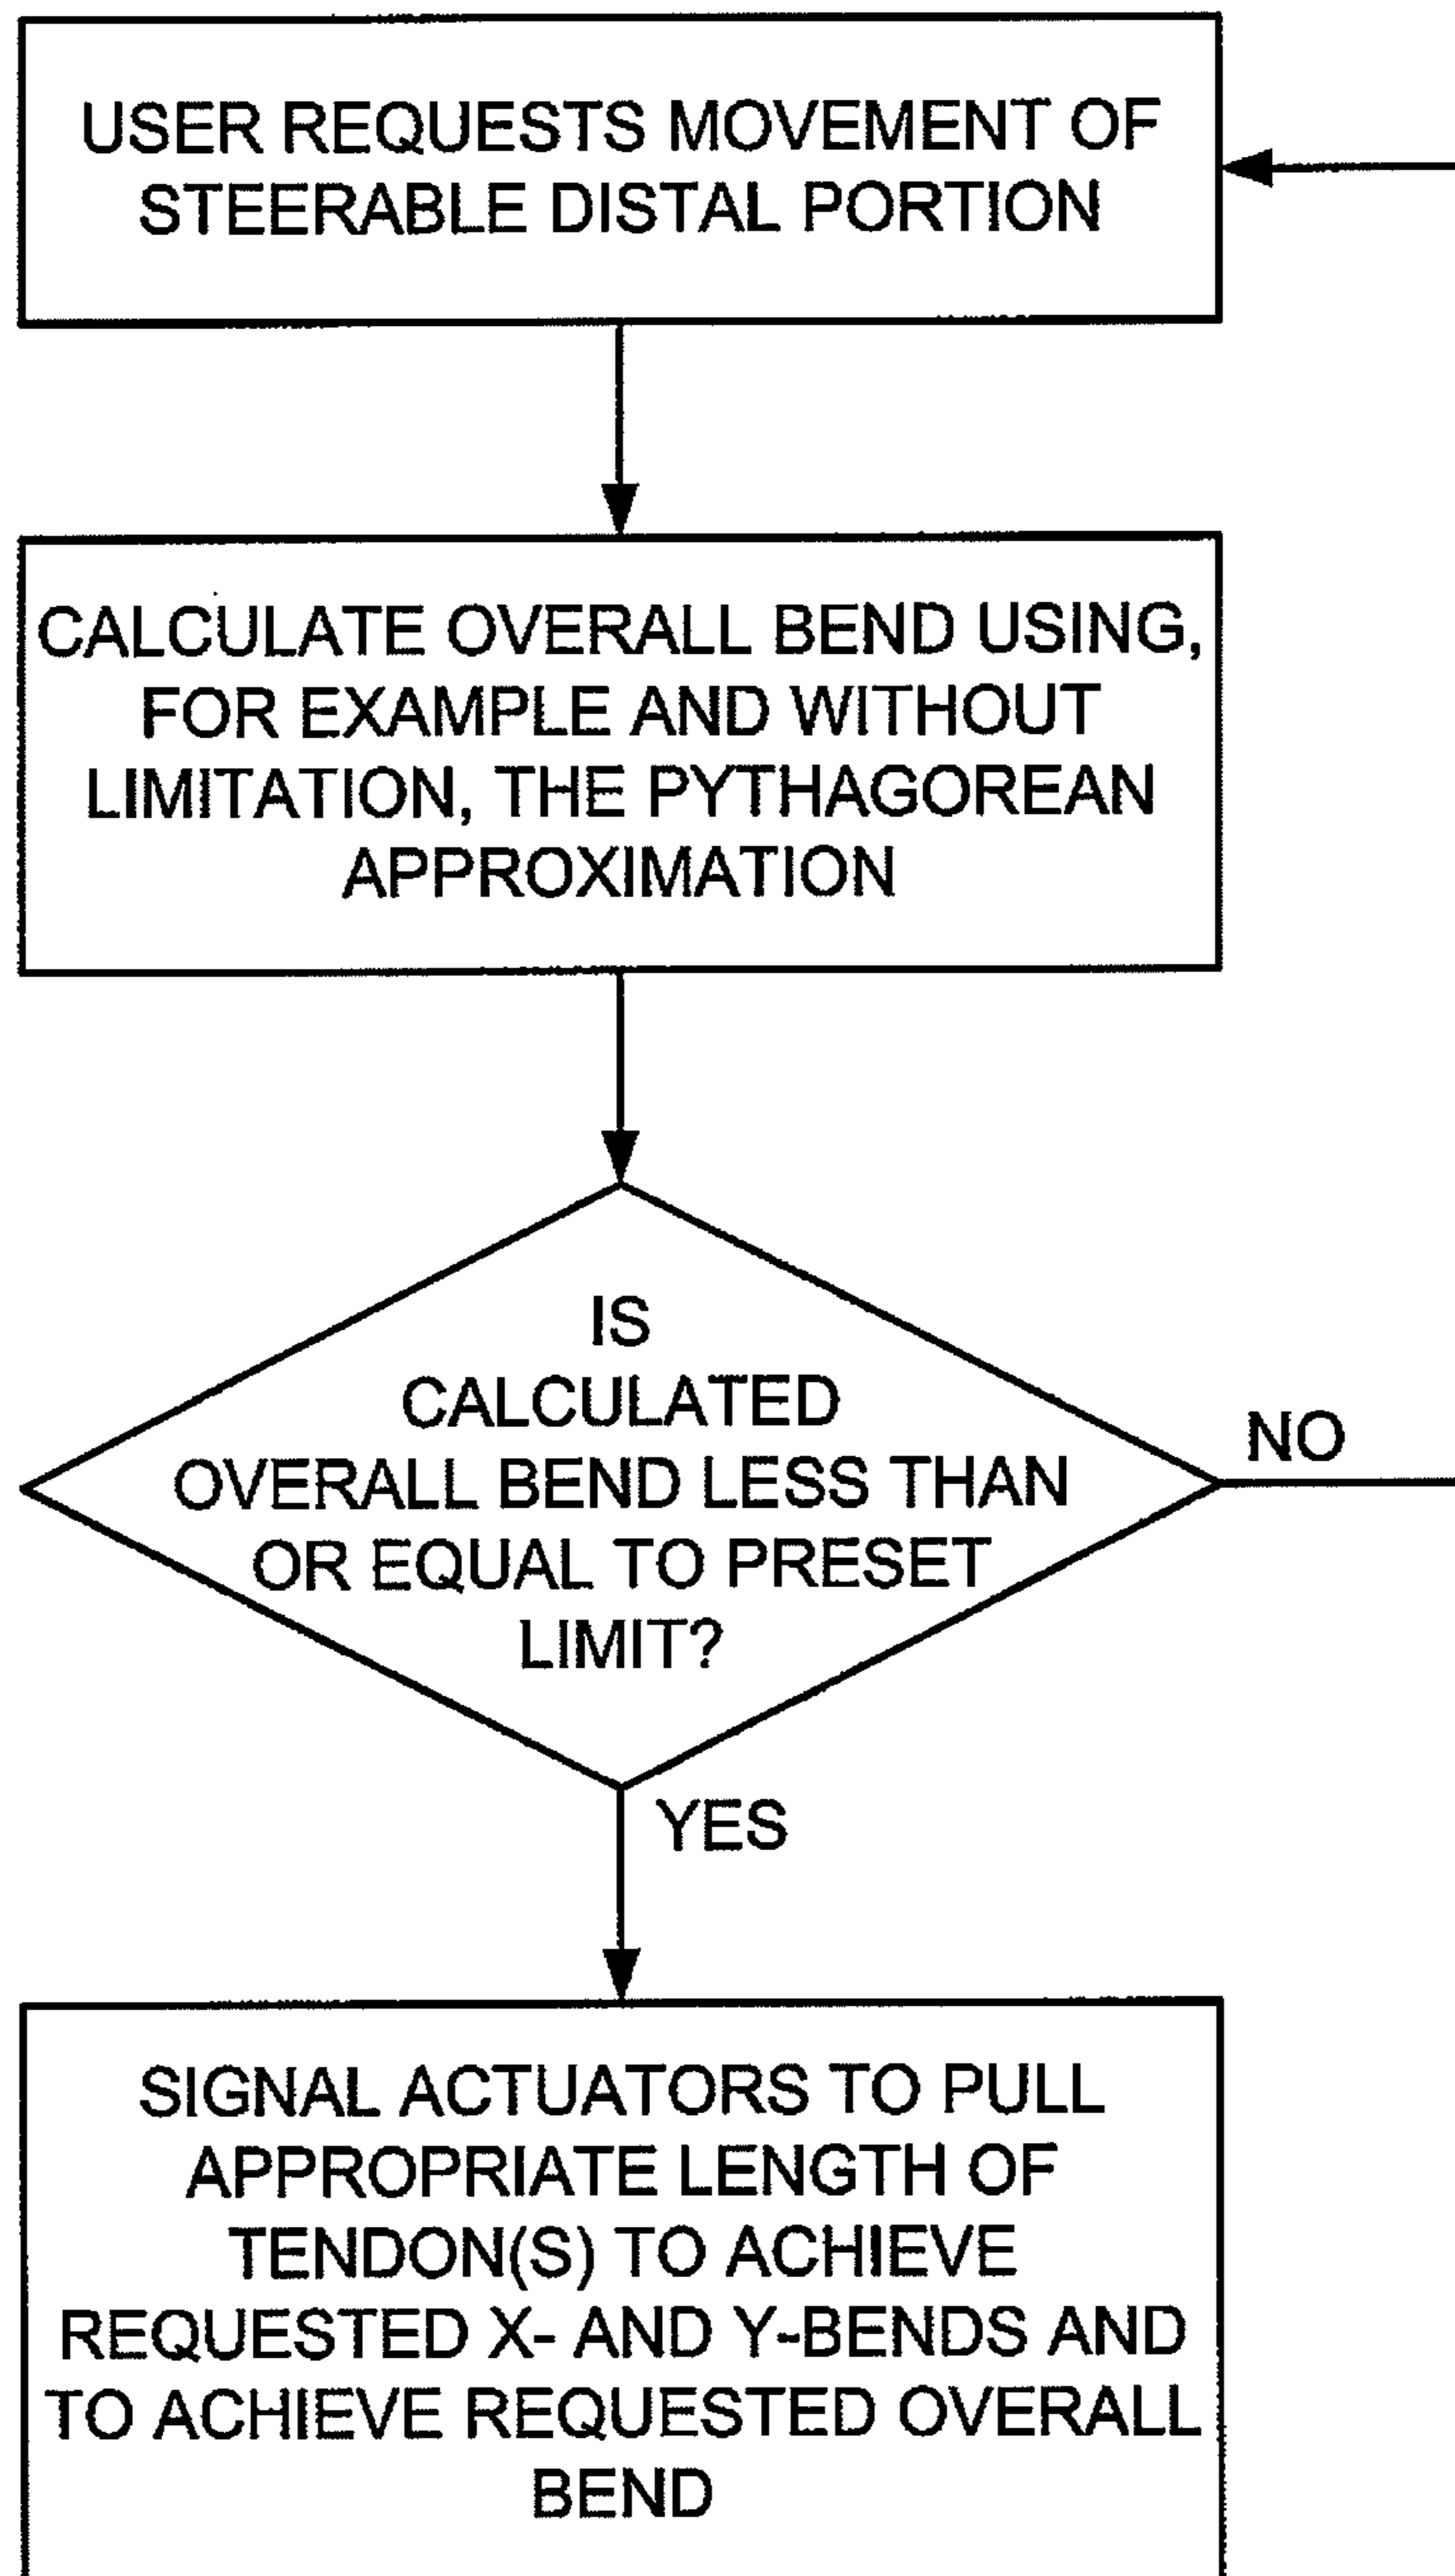 USER REQUESTS MOVEMENT OF
STEERABLE DISTAL PORTION
CALCULATE OVERALL BEND USING,
FOR EXAMPLE AND WITHOUT
LIMITATION, THE PYTHAGOREAN
APPROXIMATION
IS
CALCULATED
OVERALL BEND LESS THAN
OR EQUAL TO PRESET
LIMIT?
NO
YES
SIGNAL ACTUATORS TO PULL
APPROPRIATE LENGTH OF
TENDON(S) TO ACHIEVE
REQUESTED X- AND Y-BENDS AND
TO ACHIEVE REQUESTED OVERALL
BEND